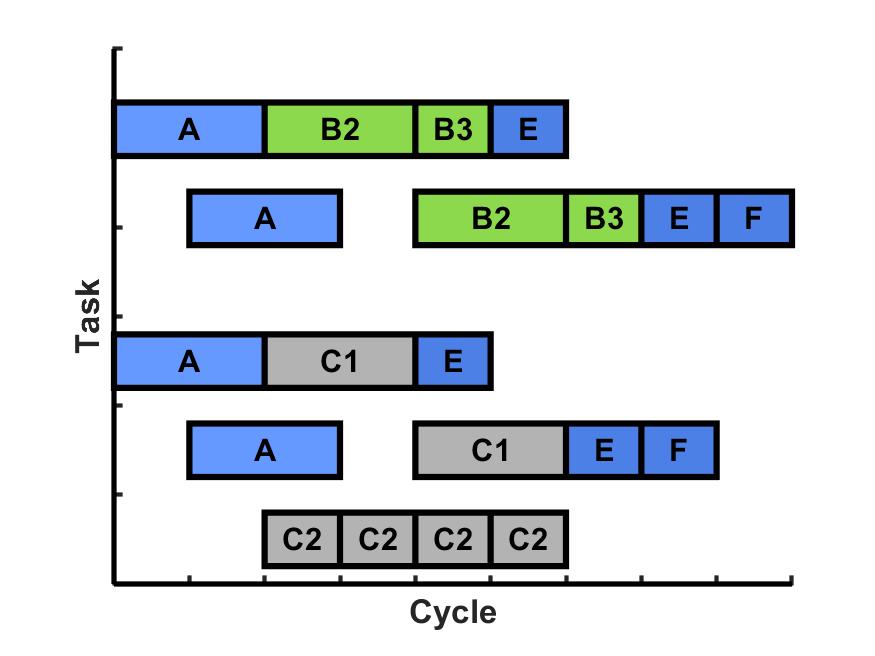 A B2 B3 E
A B2 B3 E F
Task
A C1 E
A C1 E F
C2 C2 C2 C2
Cycle